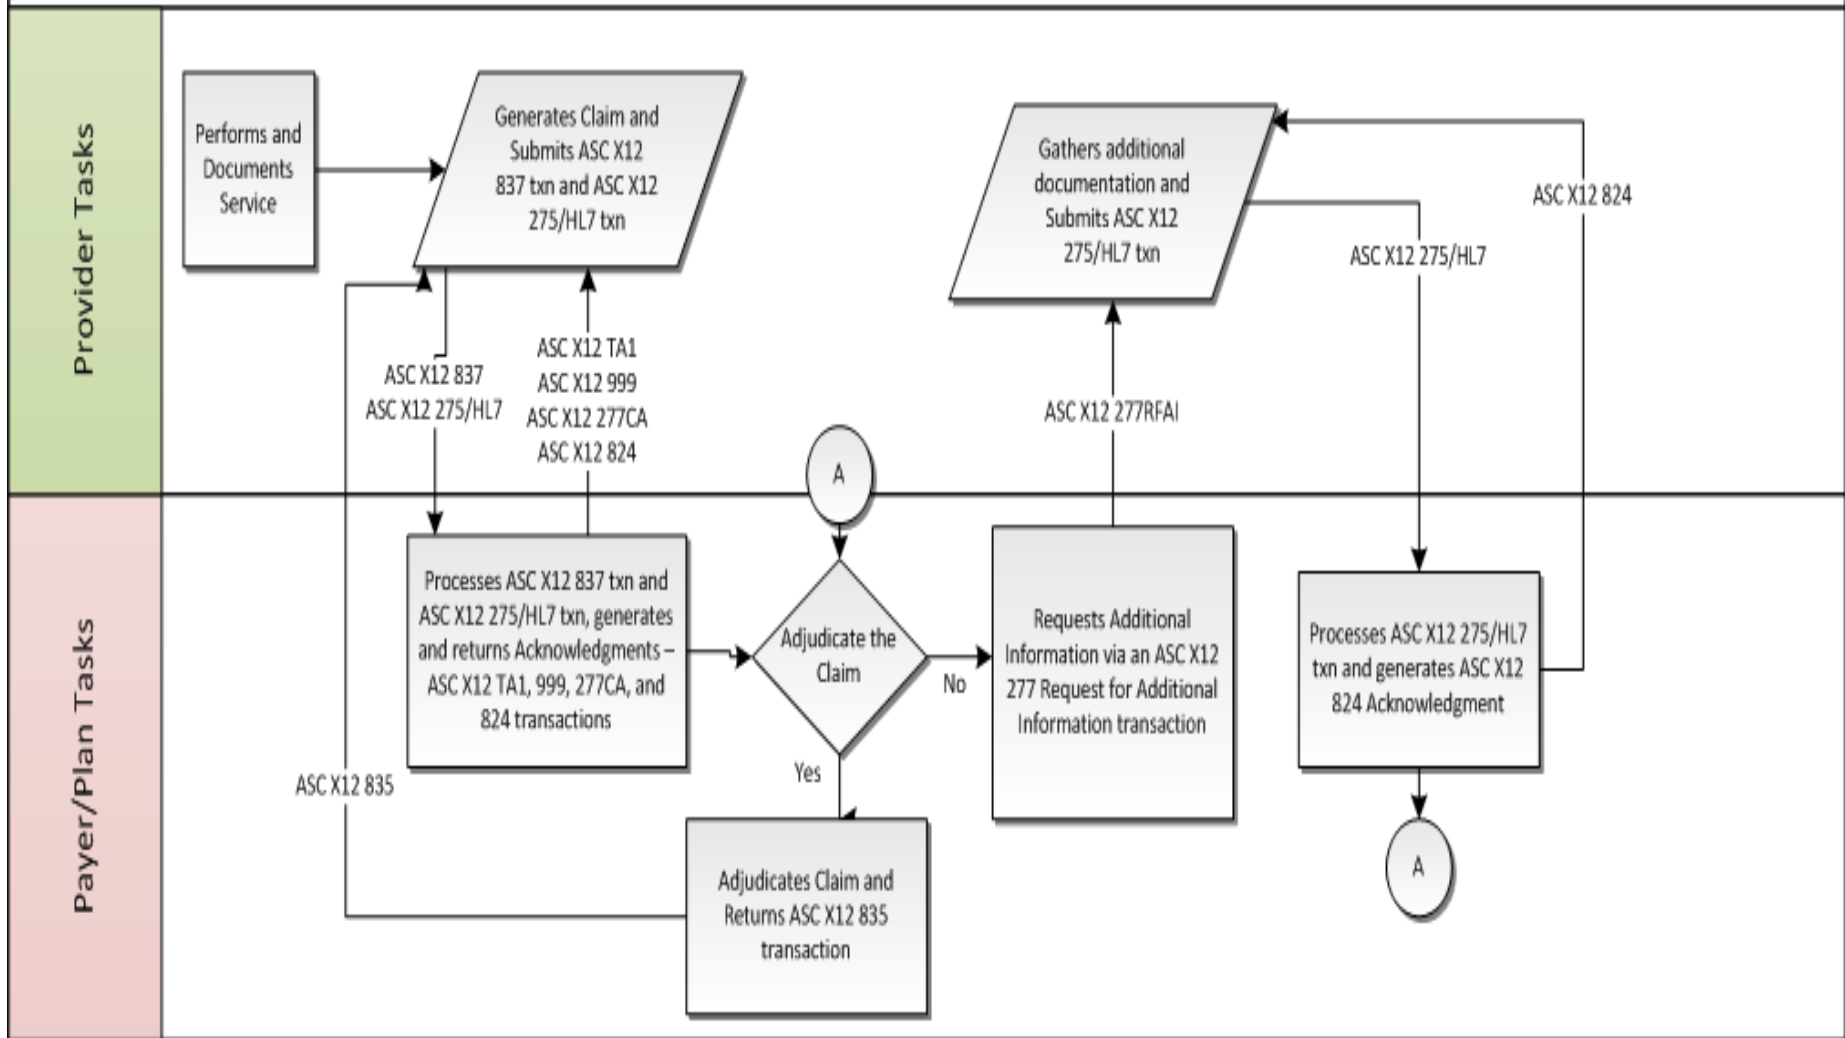 Provider Tasks
Performs and
Documents
Service
Generates Claim and
Submits ASC X12
837 txn and ASC X12
275/HL7 txn
Gathers additional
documentation and
Submits ASC X12
275/HL7 txn
ASC X12 824
ASC X12 275/HL7
ASC X12 837
ASC X12 275/HL7
ASC X12 TA1
ASC X12 999
ASC X12 277CA
ASC X12 824
ASC X12 277RFAI
A
Payer/Plan Tasks
Processes ASC X12 837 txn and
ASC X12 275/HL7 txn, generates
and returns Acknowledgments –
ASC X12 TA1, 999, 277CA, and
824 transactions
Adjudicate the
Claim
No
Yes
Requests Additional
Information via an ASC X12
277 Request for Additional
Information transaction
Processes ASC X12 275/HL7
txn and generates ASC X12
824 Acknowledgment
ASC X12 835
Adjudicates Claim and
Returns ASC X12 835
transaction
A